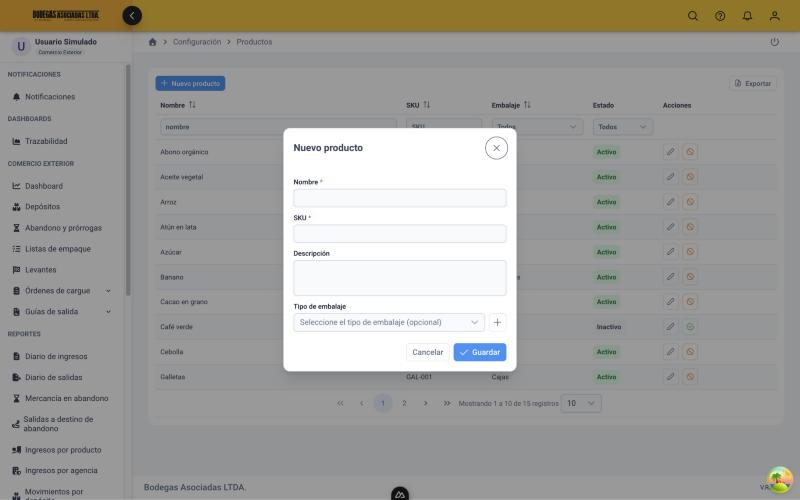 BODEGAS ASOCIADAS LTDA.
U
Usuario Simulado
Comercio Exterior
NOTIFICACIONES
Notificaciones
DASHBOARDS
Trazabilidad
COMERCIO EXTERIOR
Dashboard
Depósitos
Abandono y prórrogas
Listas de empaque
Levantes
Órdenes de cargue
Guías de salida
REPORTES
Diario de ingresos
Diario de salidas
Mercancía en abandono
Salidas a destino de
abandono
Ingresos por producto
Ingresos por agencia
Movimientos por
Configuración
Productos
Nuevo producto
Exportar
Nombre
SKU
Embalaje
Estado
Acciones
nombre
SKU
Todos
Todos
Abono orgánico
Activo
Aceite vegetal
Activo
Arroz
Activo
Atún en lata
Activo
Azúcar
Activo
Banano
Activo
Cacao en grano
Activo
Café verde
Inactivo
Cebolla
Activo
Galletas
GAL-001
Cajas
Activo
1
2
Mostrando 1 a 10 de 15 registros
10
Nuevo producto
Nombre *
SKU *
Descripción
Tipo de embalaje
Seleccione el tipo de embalaje (opcional)
Cancelar
Guardar
Bodegas Asociadas LTDA.